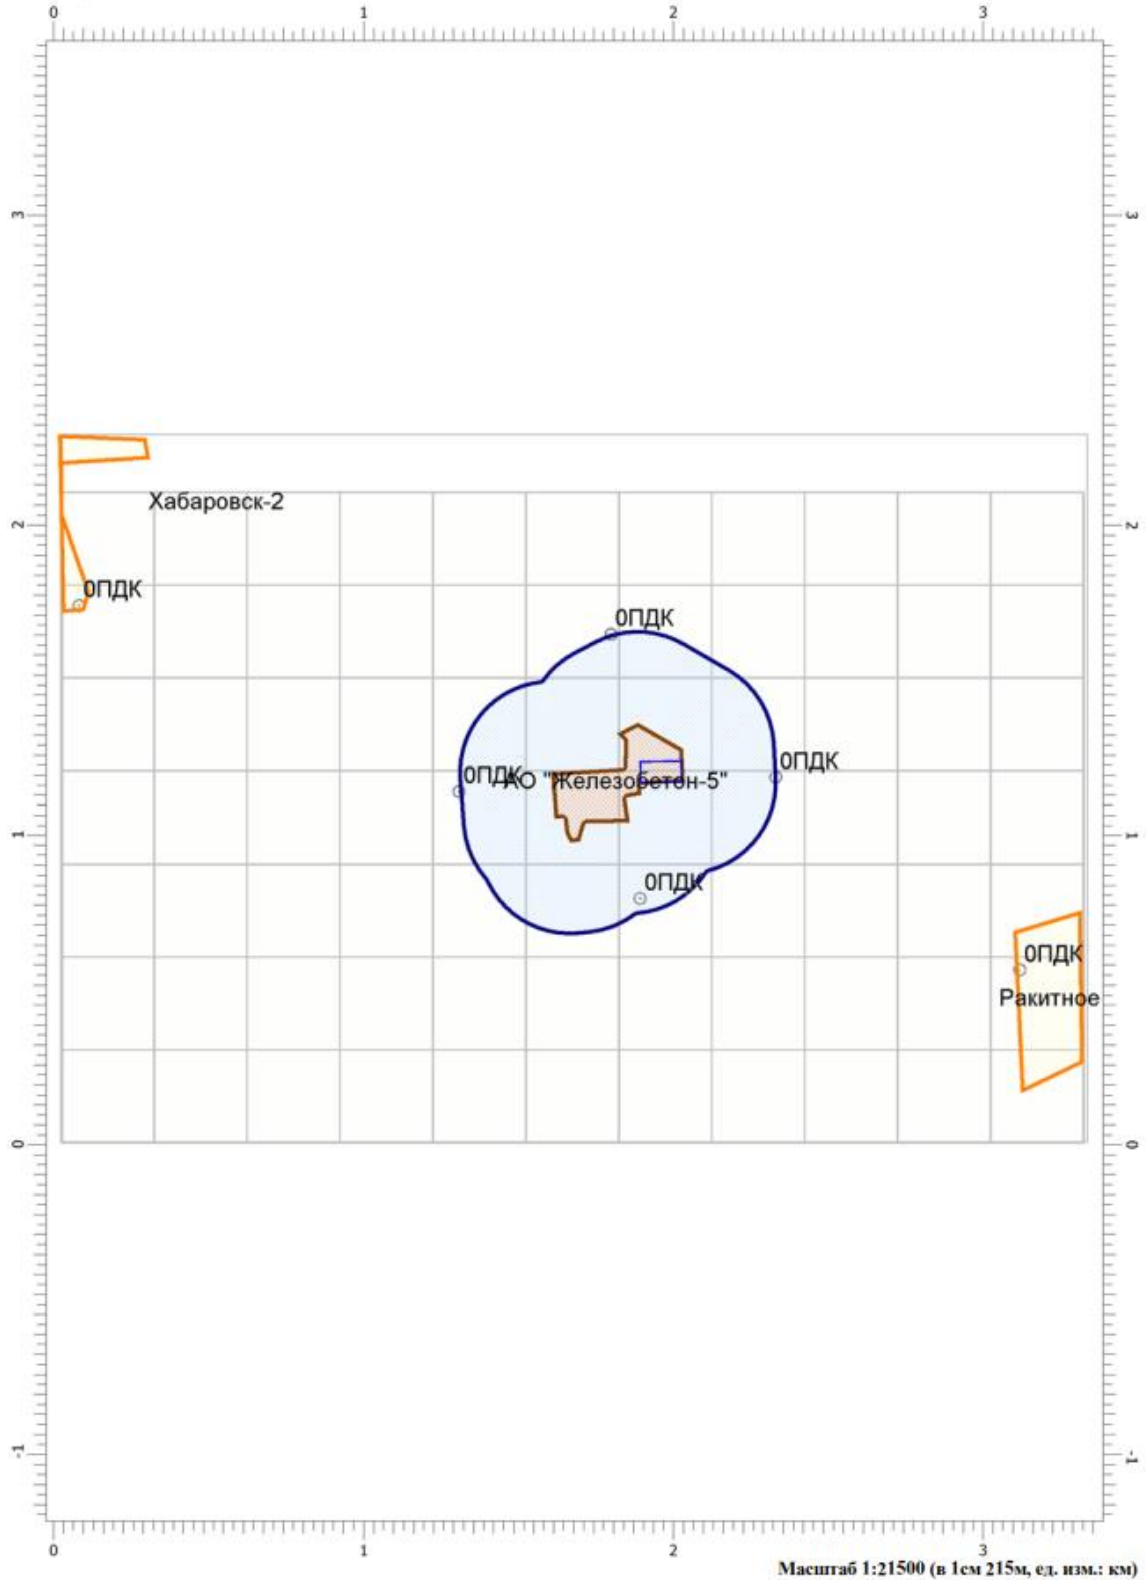 0 1 2 3
3 3
Хабаровск-2
2 2
0ПДК
0ПДК
0ПДК
0ПДК АО "Железобетон-5"
1 1
0ПДК
0ПДК
Ракитное
0 0
-1 -1
0 1 2 3
Масштаб 1:21500 (в 1см 215м, ед. изм.: км)